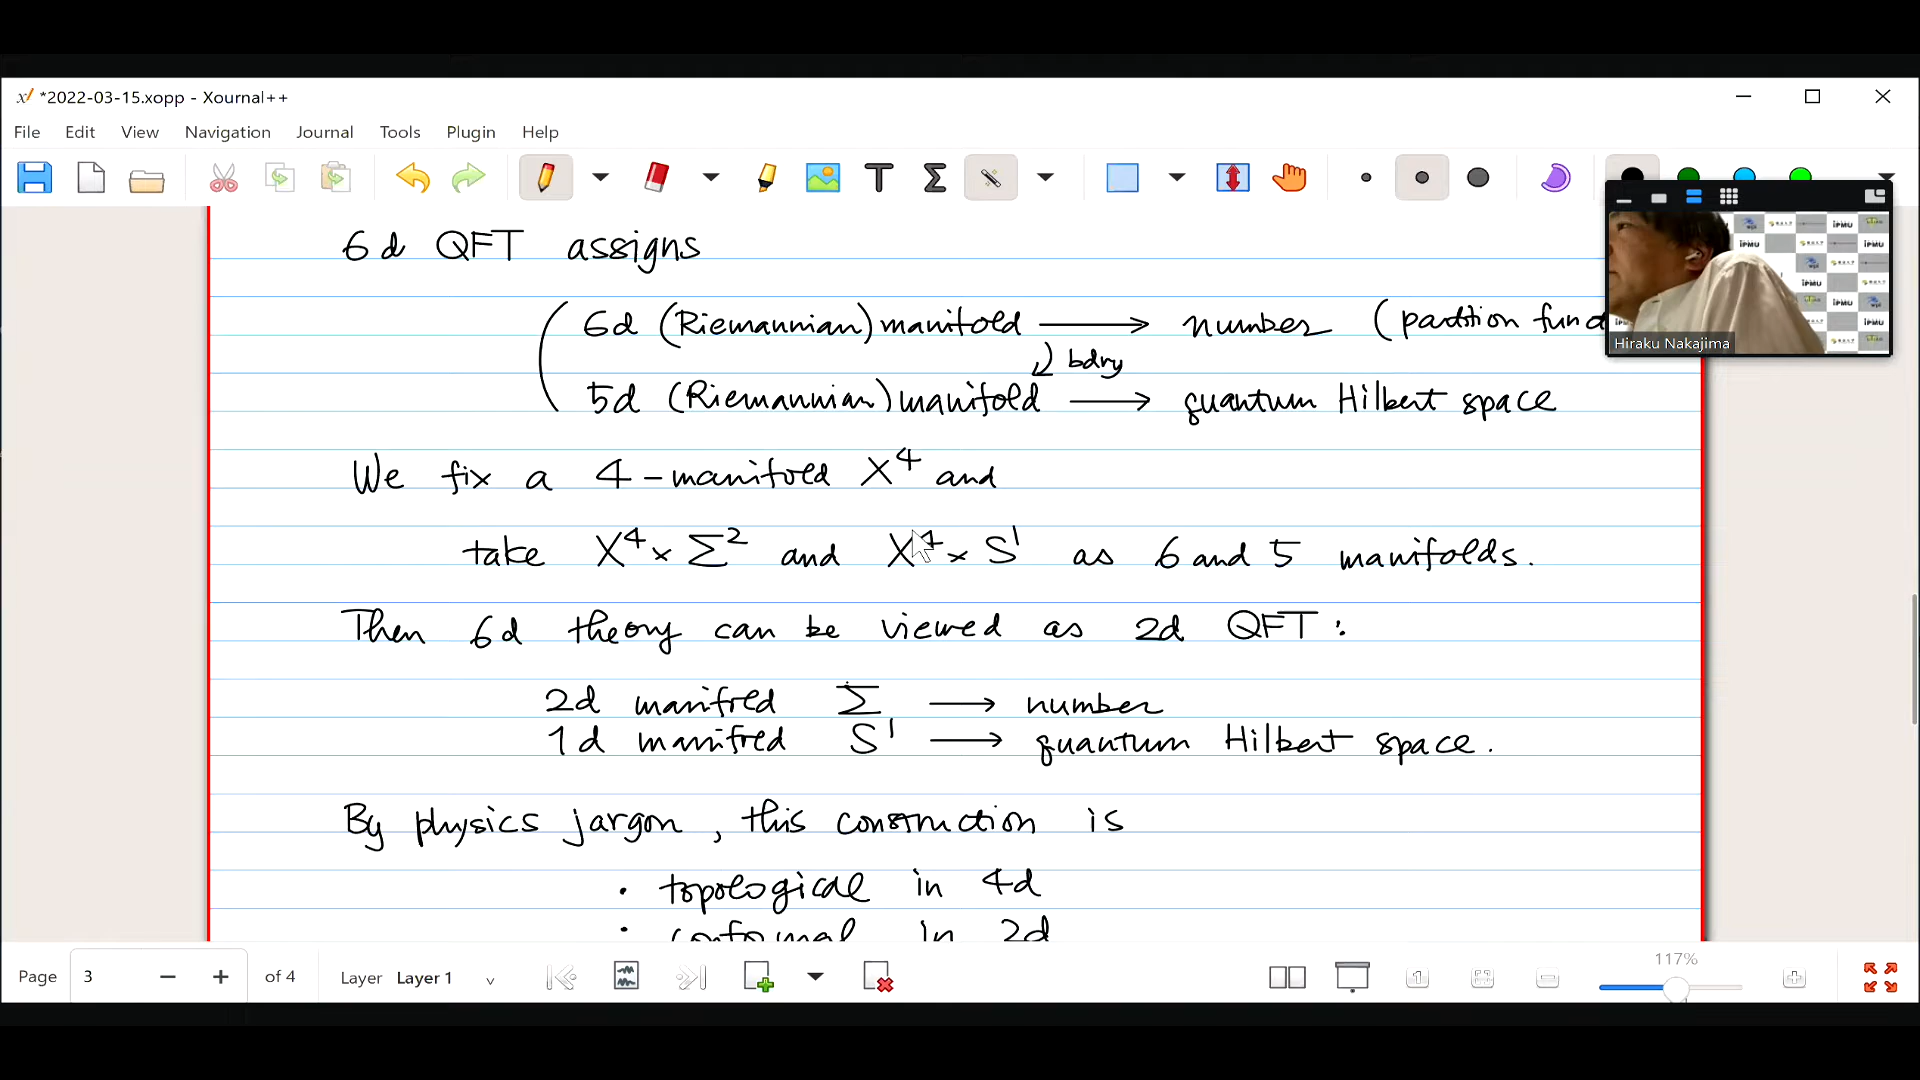 *2022-03-15.xopp - Xournal++
File Edit View Navigation Journal Tools Plugin Help
6d QFT assigns
6d (Riemannian) manifold → number (partition func
↙ bdry
5d (Riemannian) manifold → quantum Hilbert space
We fix a 4-manifold X⁴ and
take X⁴ × Σ² and X⁴ × S¹ as 6 and 5 manifolds.
Then 6d theory can be viewed as 2d QFT :
2d manifold Σ → number
1d manifold S¹ → quantum Hilbert space.
By physics jargon, this construction is
· topological in 4d
· conformal in 2d
Hiraku Nakajima
Page 3 of 4 Layer Layer 1 117%